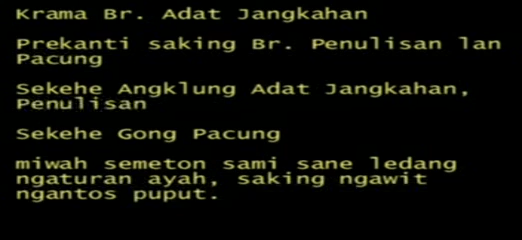 Krama Br. Adat Jangkahan
Prekanti saking Br. Penulisan lan
Pacung
Sekehe Angklung Adat Jangkahan,
Penulisan
Sekehe Gong Pacung
miwah semeton sami sane ledang
ngaturan ayah, saking ngawit
ngantos puput.